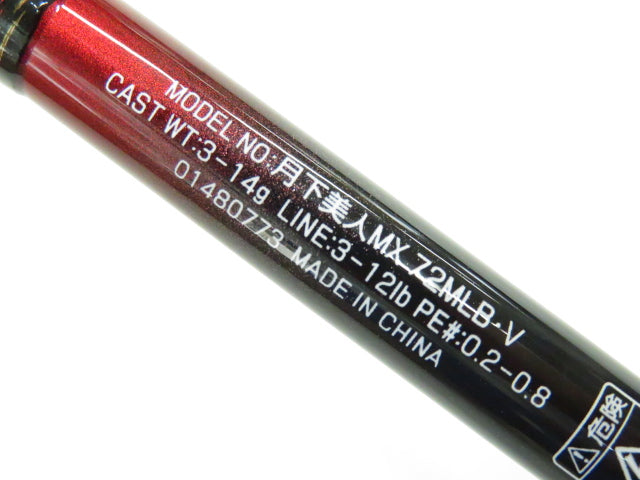 MODEL NO:月下美人MX 72MLB・V
CAST WT:3-14g LINE:3-12lb PE#:0.2-0.8
01480773 MADE IN CHINA
危険